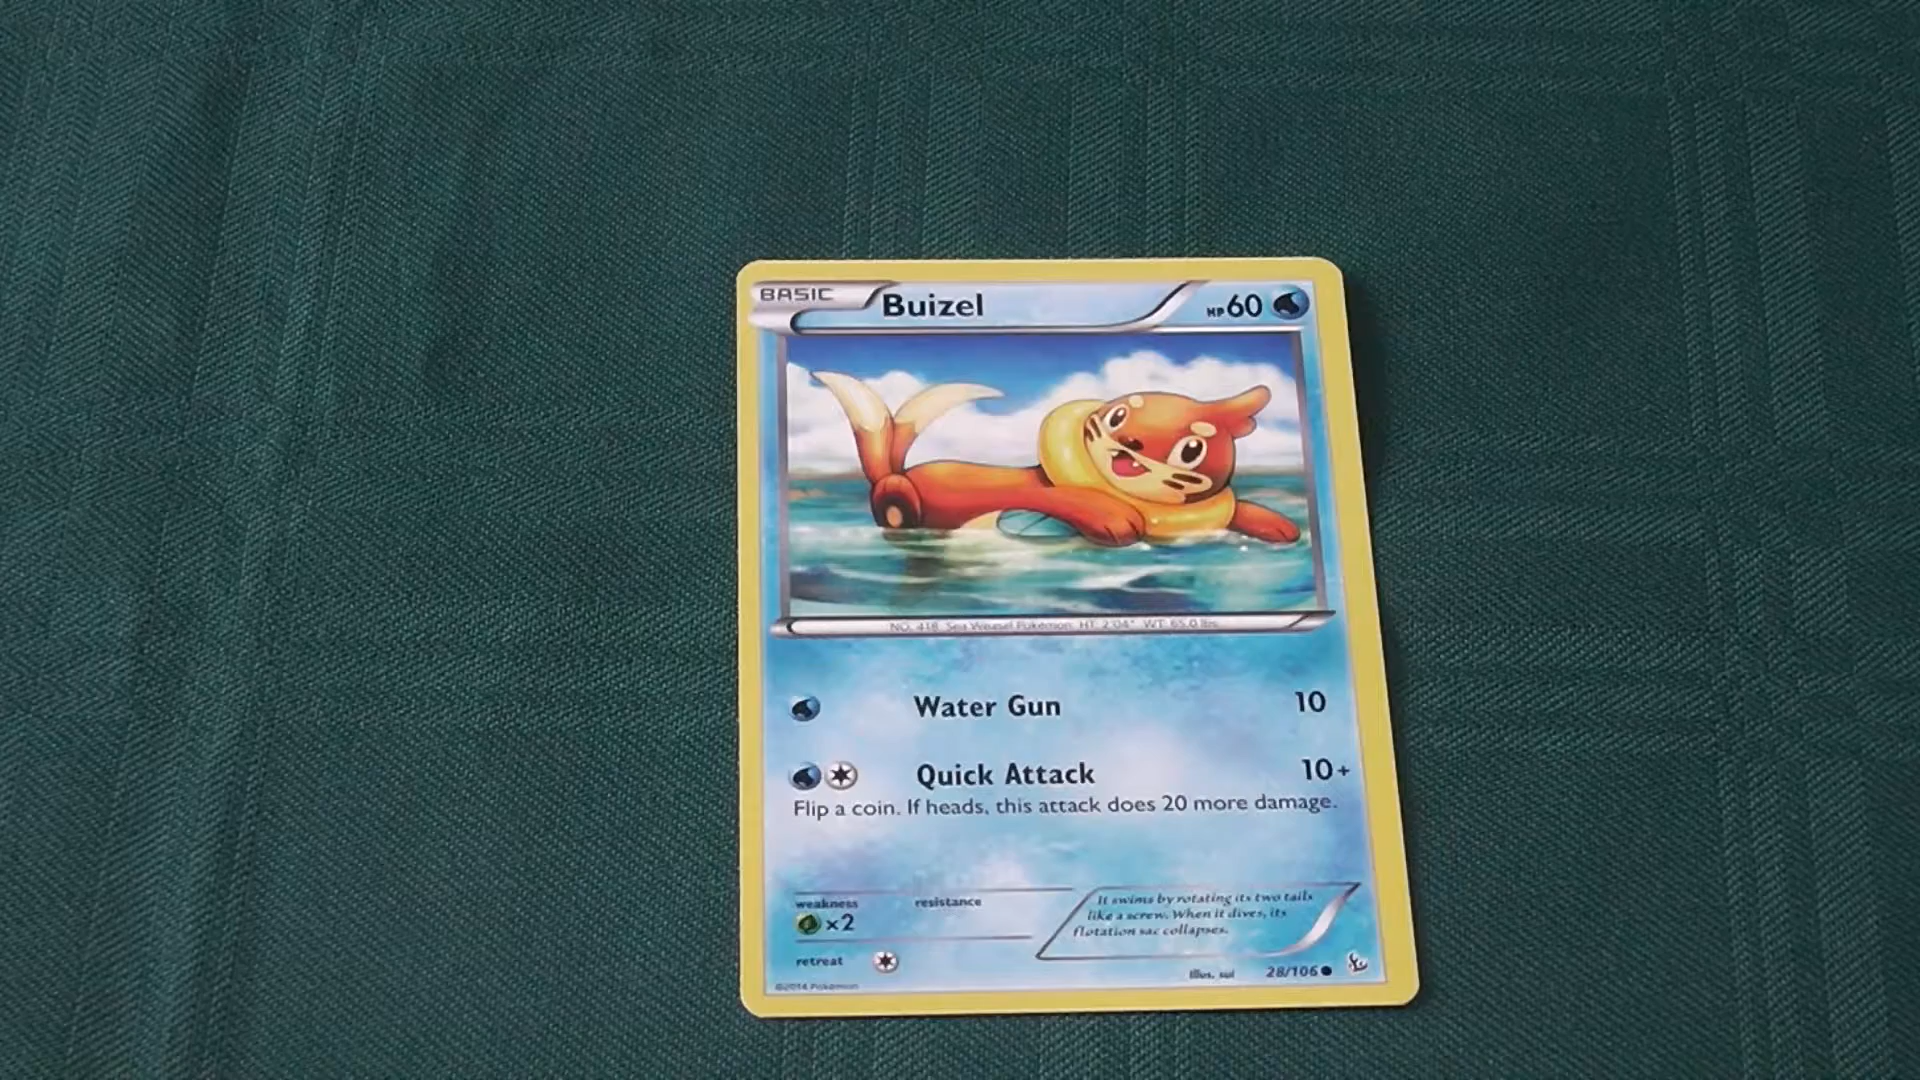 BASIC Buizel HP 60
NO. 418 Sea Weasel Pokémon HT: 2'04" WT: 65.0 lbs.
Water Gun 10
Quick Attack 10+
Flip a coin. If heads, this attack does 20 more damage.
weakness resistance
×2
It swims by rotating its two tails
like a screw. When it dives, its
flotation sac collapses.
retreat
Illus. sui 28/106
©2014 Pokémon